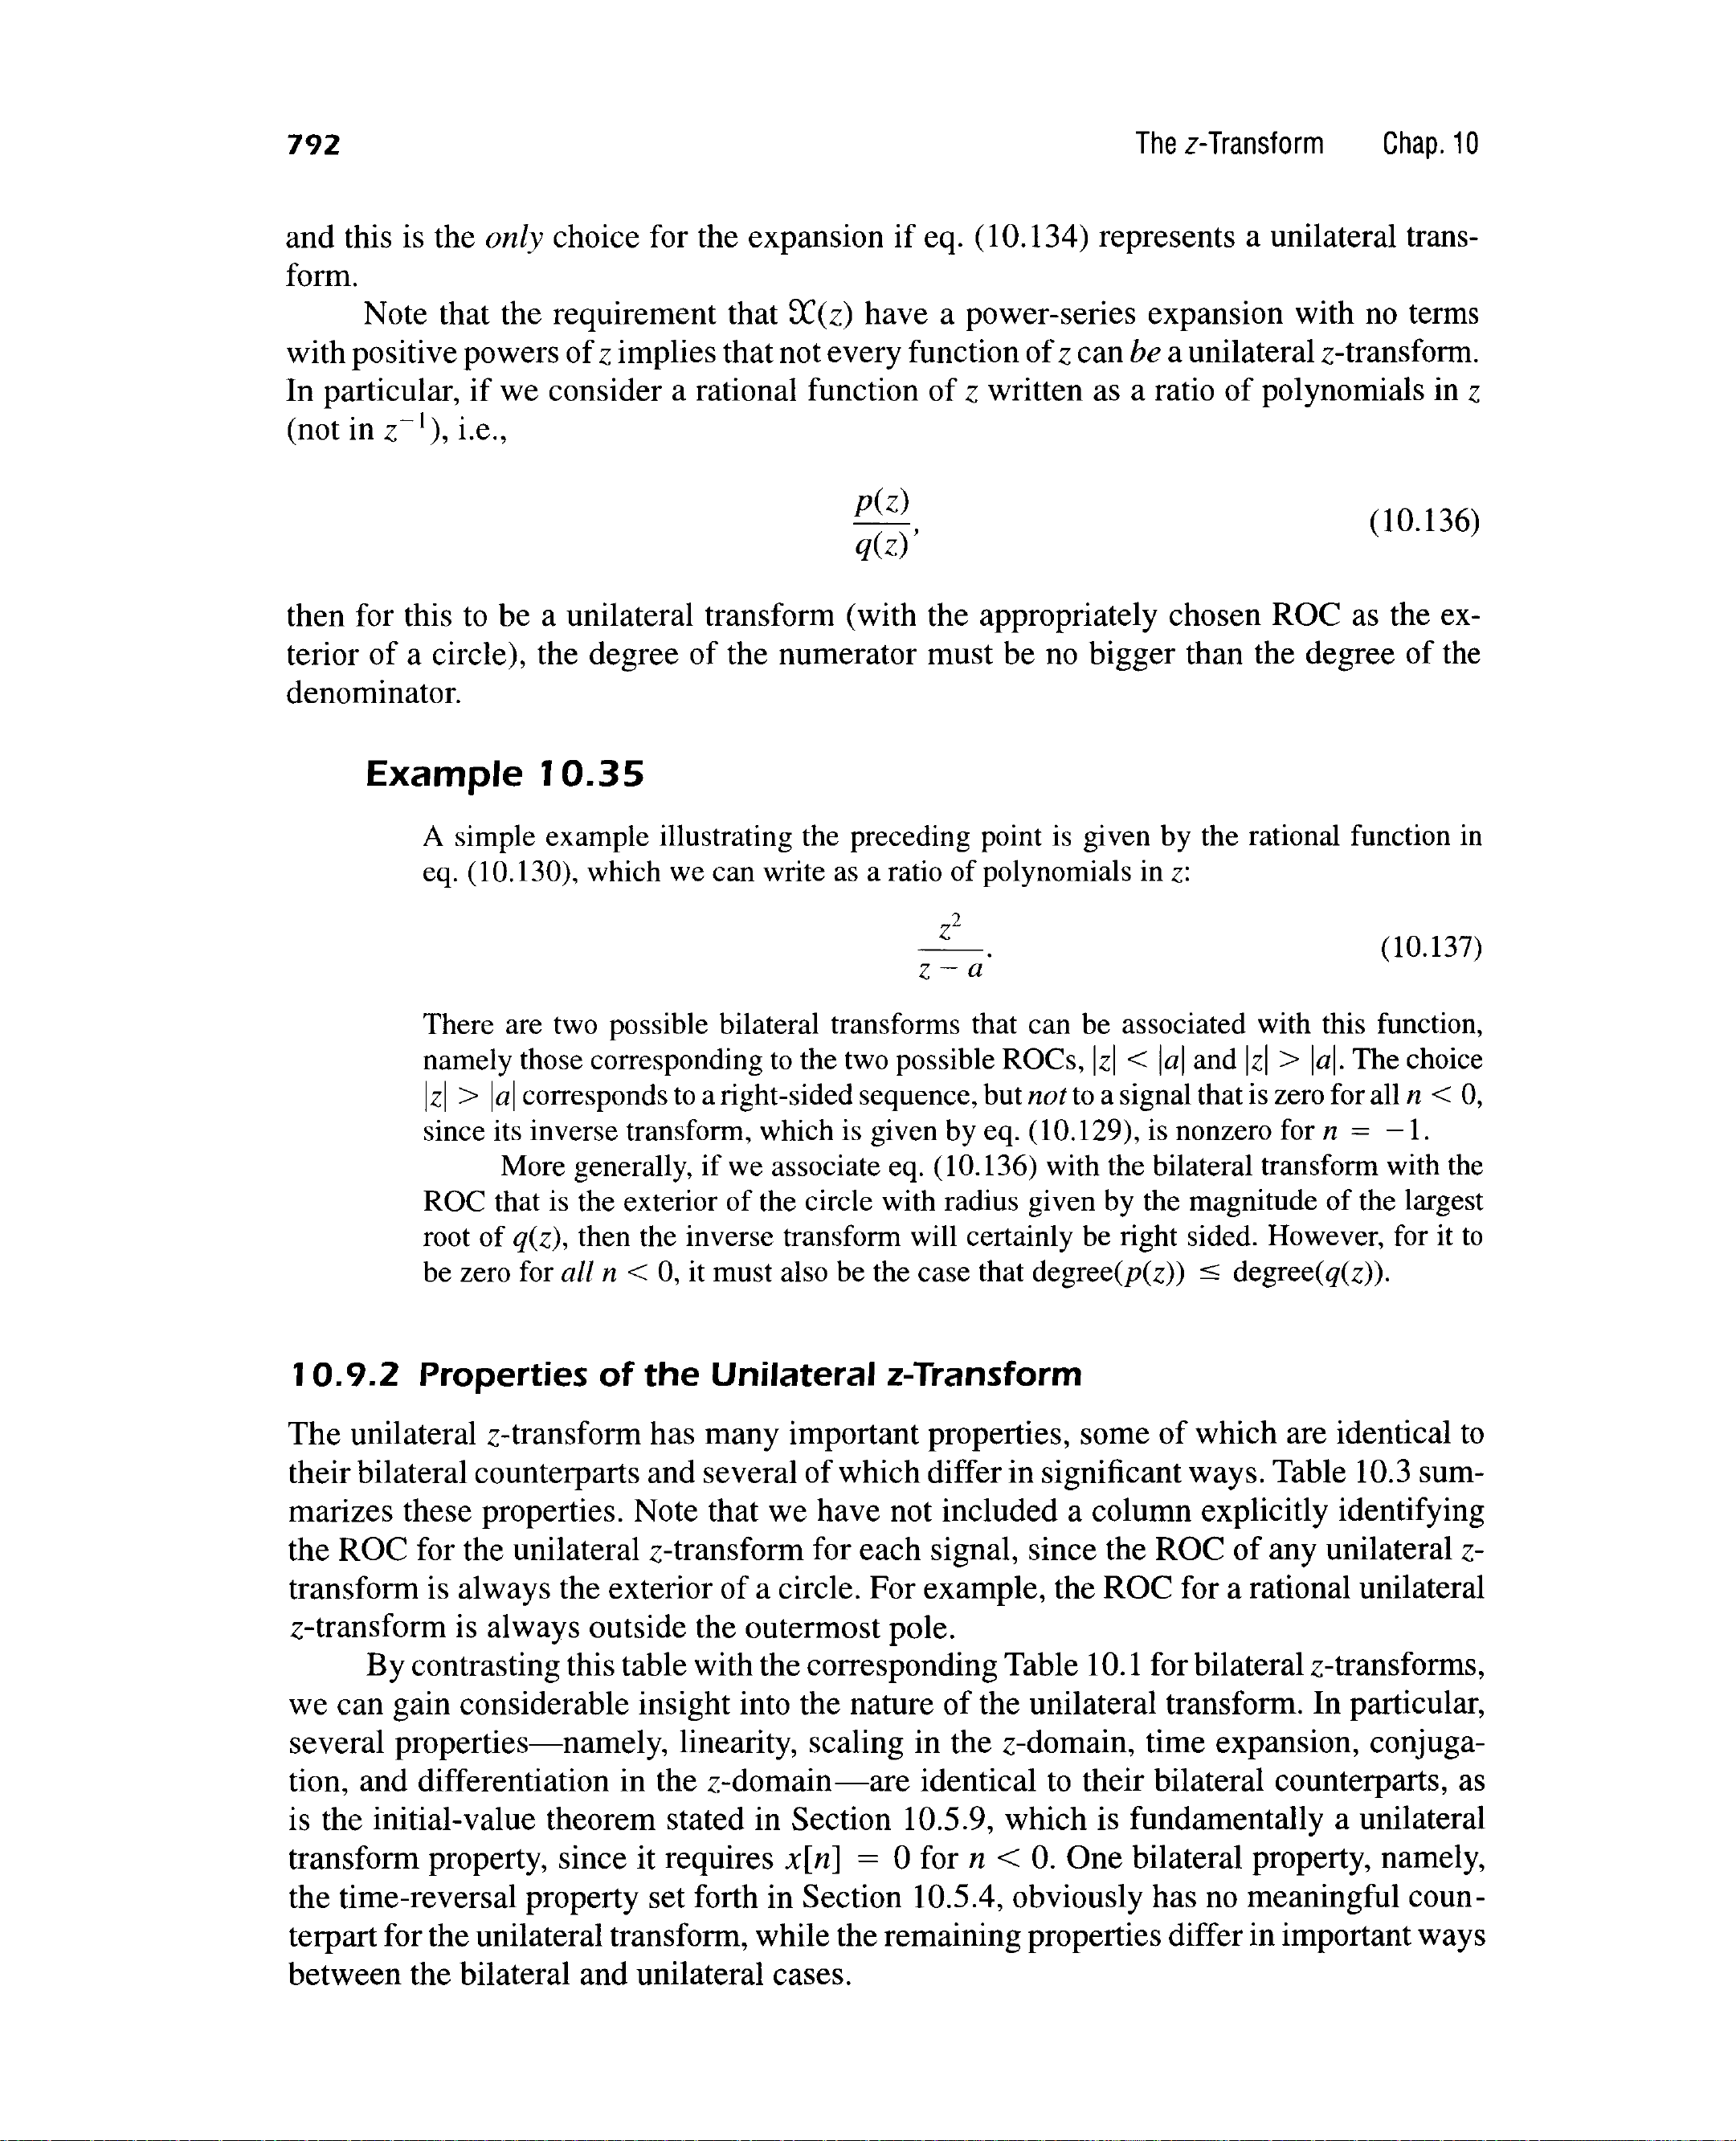 792 The z-Transform Chap. 10
and this is the only choice for the expansion if eq. (10.134) represents a unilateral trans-
form.
Note that the requirement that 𝒳(z) have a power-series expansion with no terms
with positive powers of z implies that not every function of z can be a unilateral z-transform.
In particular, if we consider a rational function of z written as a ratio of polynomials in z
(not in z⁻¹), i.e.,
p(z)
q(z)', (10.136)
then for this to be a unilateral transform (with the appropriately chosen ROC as the ex-
terior of a circle), the degree of the numerator must be no bigger than the degree of the
denominator.
Example 10.35
A simple example illustrating the preceding point is given by the rational function in
eq. (10.130), which we can write as a ratio of polynomials in z:
z²
z − a. (10.137)
There are two possible bilateral transforms that can be associated with this function,
namely those corresponding to the two possible ROCs, |z| < |a| and |z| > |a|. The choice
|z| > |a| corresponds to a right-sided sequence, but not to a signal that is zero for all n < 0,
since its inverse transform, which is given by eq. (10.129), is nonzero for n = −1.
More generally, if we associate eq. (10.136) with the bilateral transform with the
ROC that is the exterior of the circle with radius given by the magnitude of the largest
root of q(z), then the inverse transform will certainly be right sided. However, for it to
be zero for all n < 0, it must also be the case that degree(p(z)) ≤ degree(q(z)).
10.9.2 Properties of the Unilateral z-Transform
The unilateral z-transform has many important properties, some of which are identical to
their bilateral counterparts and several of which differ in significant ways. Table 10.3 sum-
marizes these properties. Note that we have not included a column explicitly identifying
the ROC for the unilateral z-transform for each signal, since the ROC of any unilateral z-
transform is always the exterior of a circle. For example, the ROC for a rational unilateral
z-transform is always outside the outermost pole.
By contrasting this table with the corresponding Table 10.1 for bilateral z-transforms,
we can gain considerable insight into the nature of the unilateral transform. In particular,
several properties—namely, linearity, scaling in the z-domain, time expansion, conjuga-
tion, and differentiation in the z-domain—are identical to their bilateral counterparts, as
is the initial-value theorem stated in Section 10.5.9, which is fundamentally a unilateral
transform property, since it requires x[n] = 0 for n < 0. One bilateral property, namely,
the time-reversal property set forth in Section 10.5.4, obviously has no meaningful coun-
terpart for the unilateral transform, while the remaining properties differ in important ways
between the bilateral and unilateral cases.